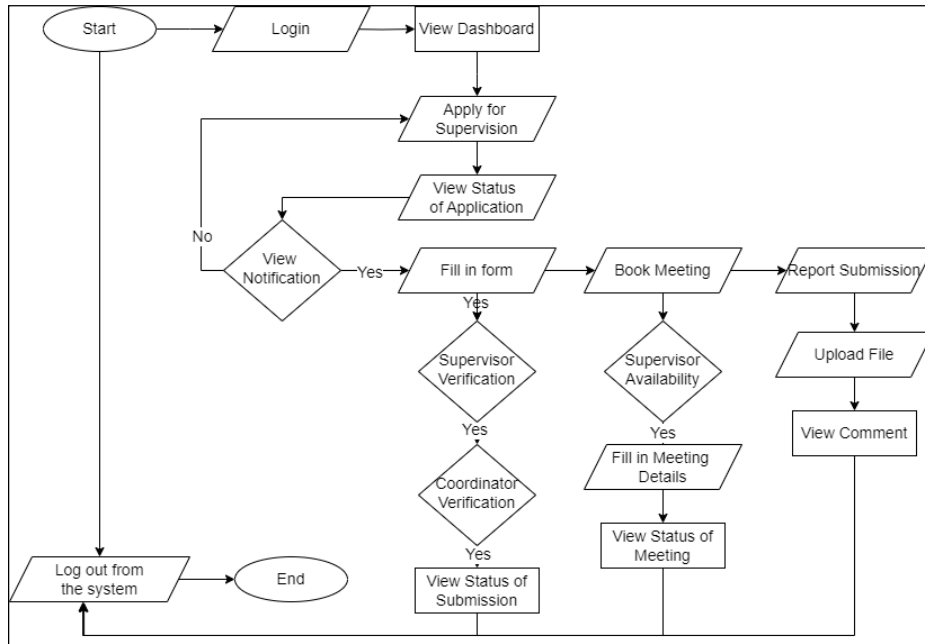 Start
Login
View Dashboard
Apply for
Supervision
View Status
of Application
No
View
Notification
Yes
Fill in form
Book Meeting
Report Submission
Yes
Supervisor
Verification
Supervisor
Availability
Upload File
Yes
Yes
View Comment
Fill in Meeting
Details
Coordinator
Verification
View Status of
Meeting
Yes
Log out from
the system
End
View Status of
Submission